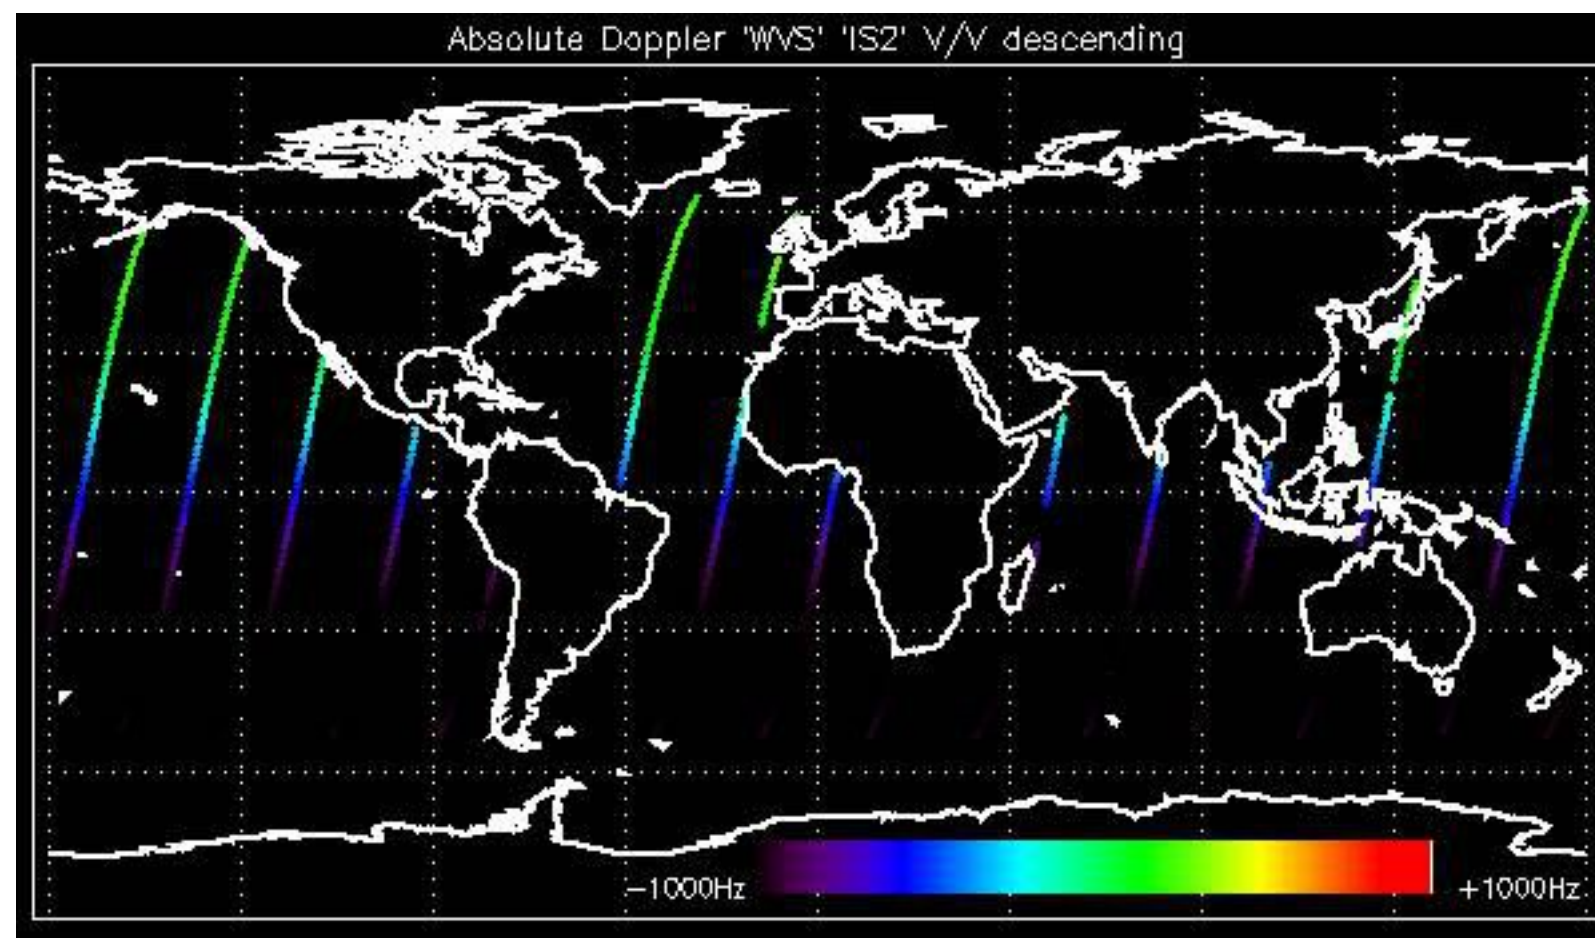 Absolute Doppler 'WVS' 'IS2' V/V descending
−1000Hz
+1000Hz